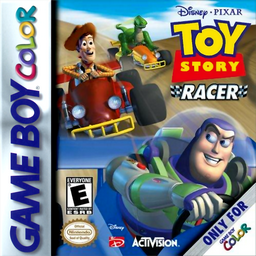 GAME BOY COLOR
DISNEY • PIXAR
TOY
STORY
RACER
EVERYONE
E
ESRB
Disney
ACTIVISION
ONLY FOR
GAME BOY
COLOR